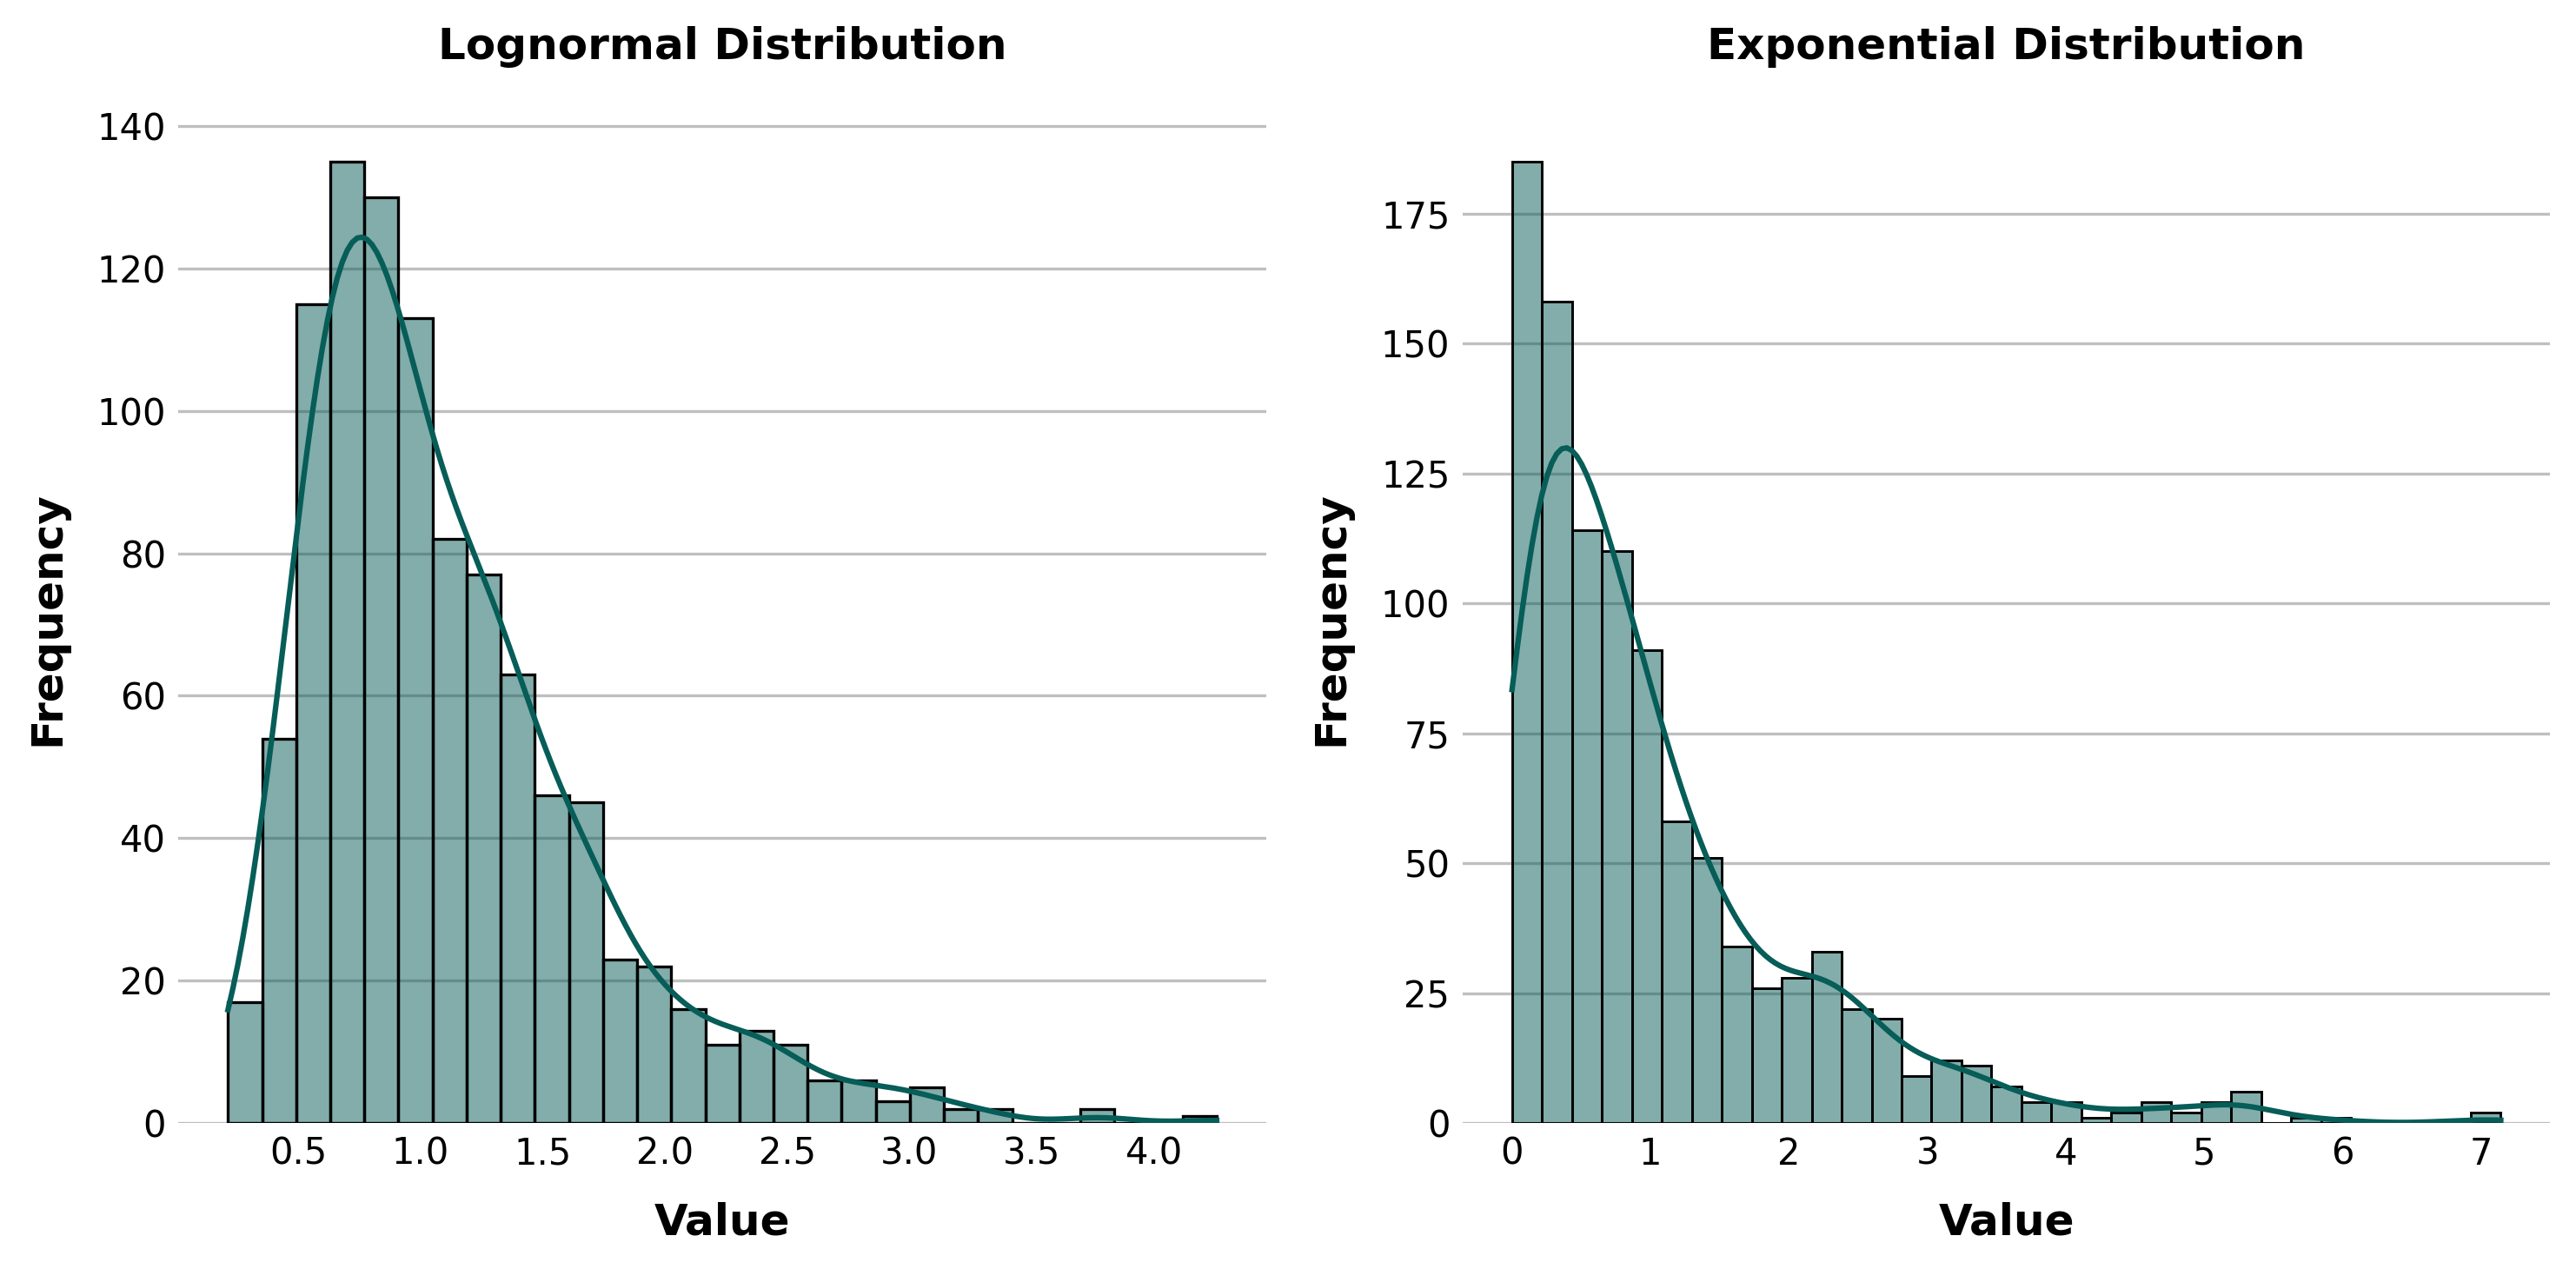 Lognormal Distribution
140
120
100
80
60
40
20
0
Frequency
0.5 1.0 1.5 2.0 2.5 3.0 3.5 4.0
Value
Exponential Distribution
175
150
125
100
75
50
25
0
Frequency
0 1 2 3 4 5 6 7
Value